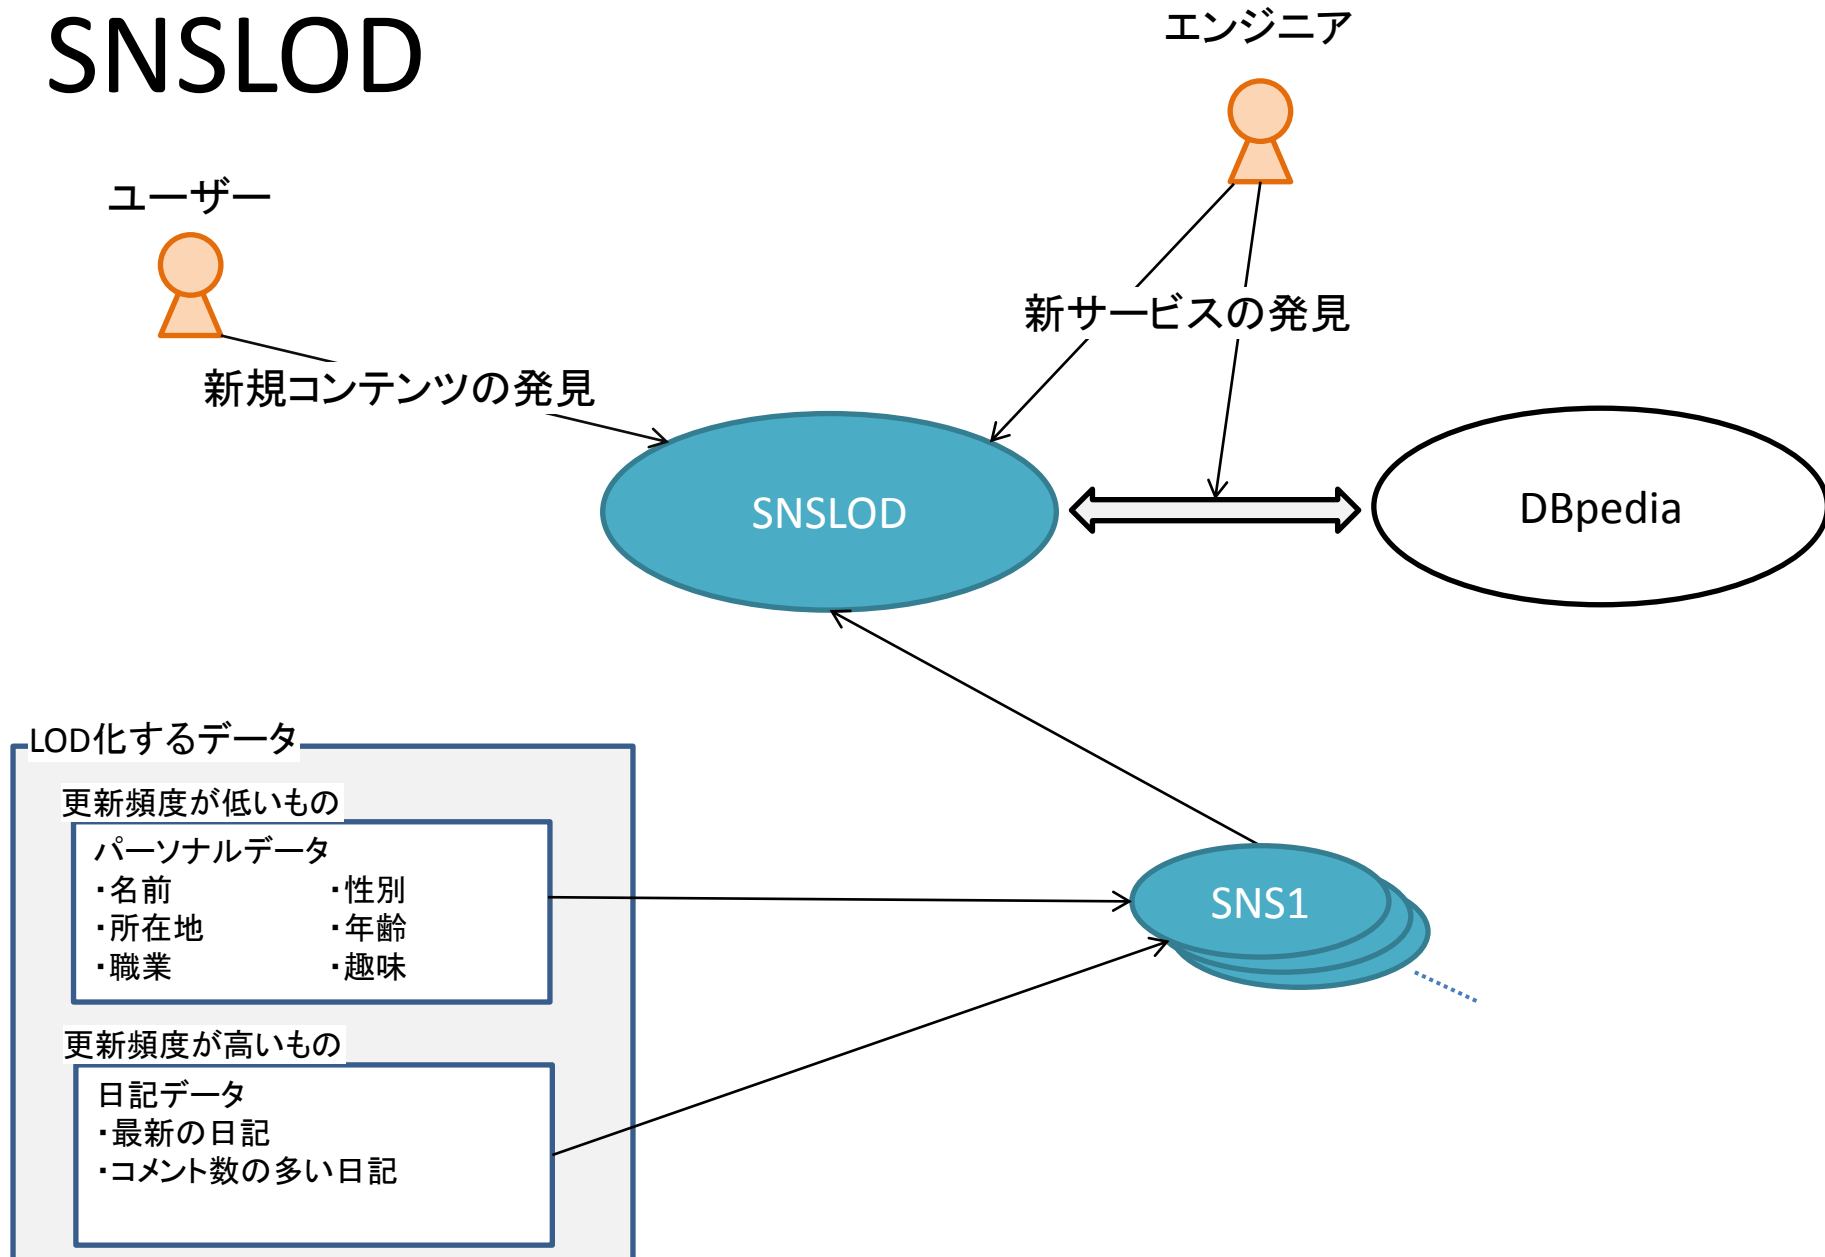 SNSLOD
エンジニア
ユーザー
新サービスの発見
新規コンテンツの発見
SNSLOD
DBpedia
LOD化するデータ
更新頻度が低いもの
パーソナルデータ
・名前 ・性別
・所在地 ・年齢
・職業 ・趣味
SNS1
更新頻度が高いもの
日記データ
・最新の日記
・コメント数の多い日記